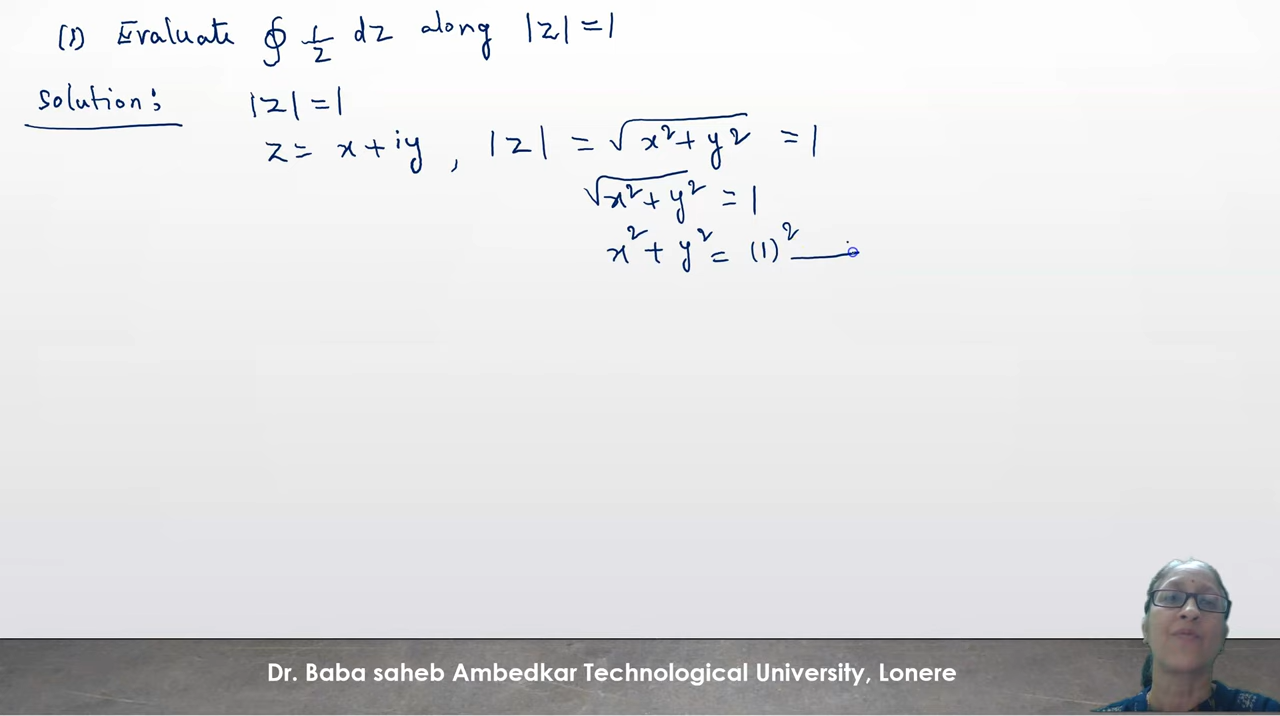 (1) Evaluate ∮ 1/z dz along |z| = 1
Solution: |z| = 1
z = x + iy , |z| = √(x² + y²) = 1
√(x² + y²) = 1
x² + y² = (1)²
Dr. Baba saheb Ambedkar Technological University, Lonere